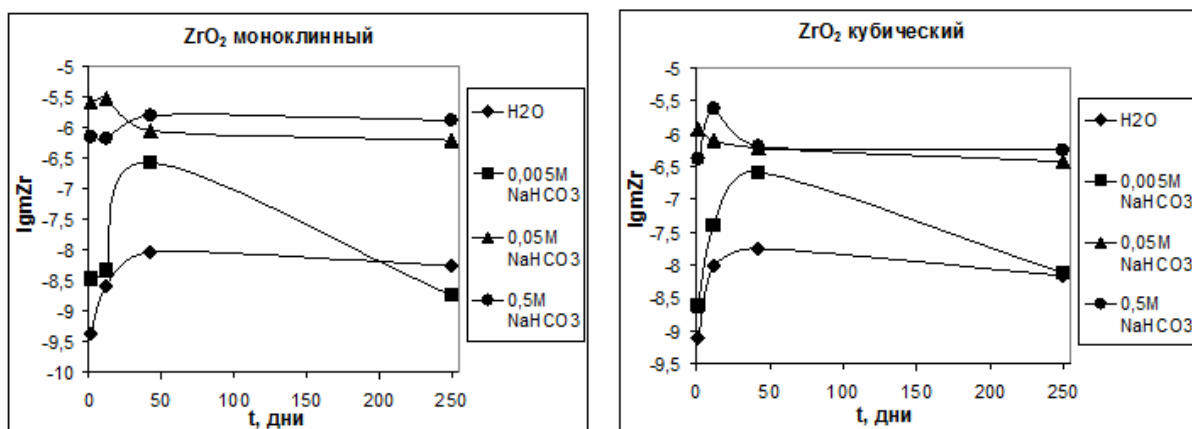 ZrO2 моноклинный
-5
-5,5
-6
-6,5
-7
-7,5
-8
-8,5
-9
-9,5
-10
lgmZr
0 50 100 150 200 250
t, дни
H2O
0,005M
NaHCO3
0,05M
NaHCO3
0,5M
NaHCO3
ZrO2 кубический
-5
-5,5
-6
-6,5
-7
-7,5
-8
-8,5
-9
-9,5
lgmZr
0 50 100 150 200 250
t, дни
H2O
0,005M
NaHCO3
0,05M
NaHCO3
0,5M
NaHCO3